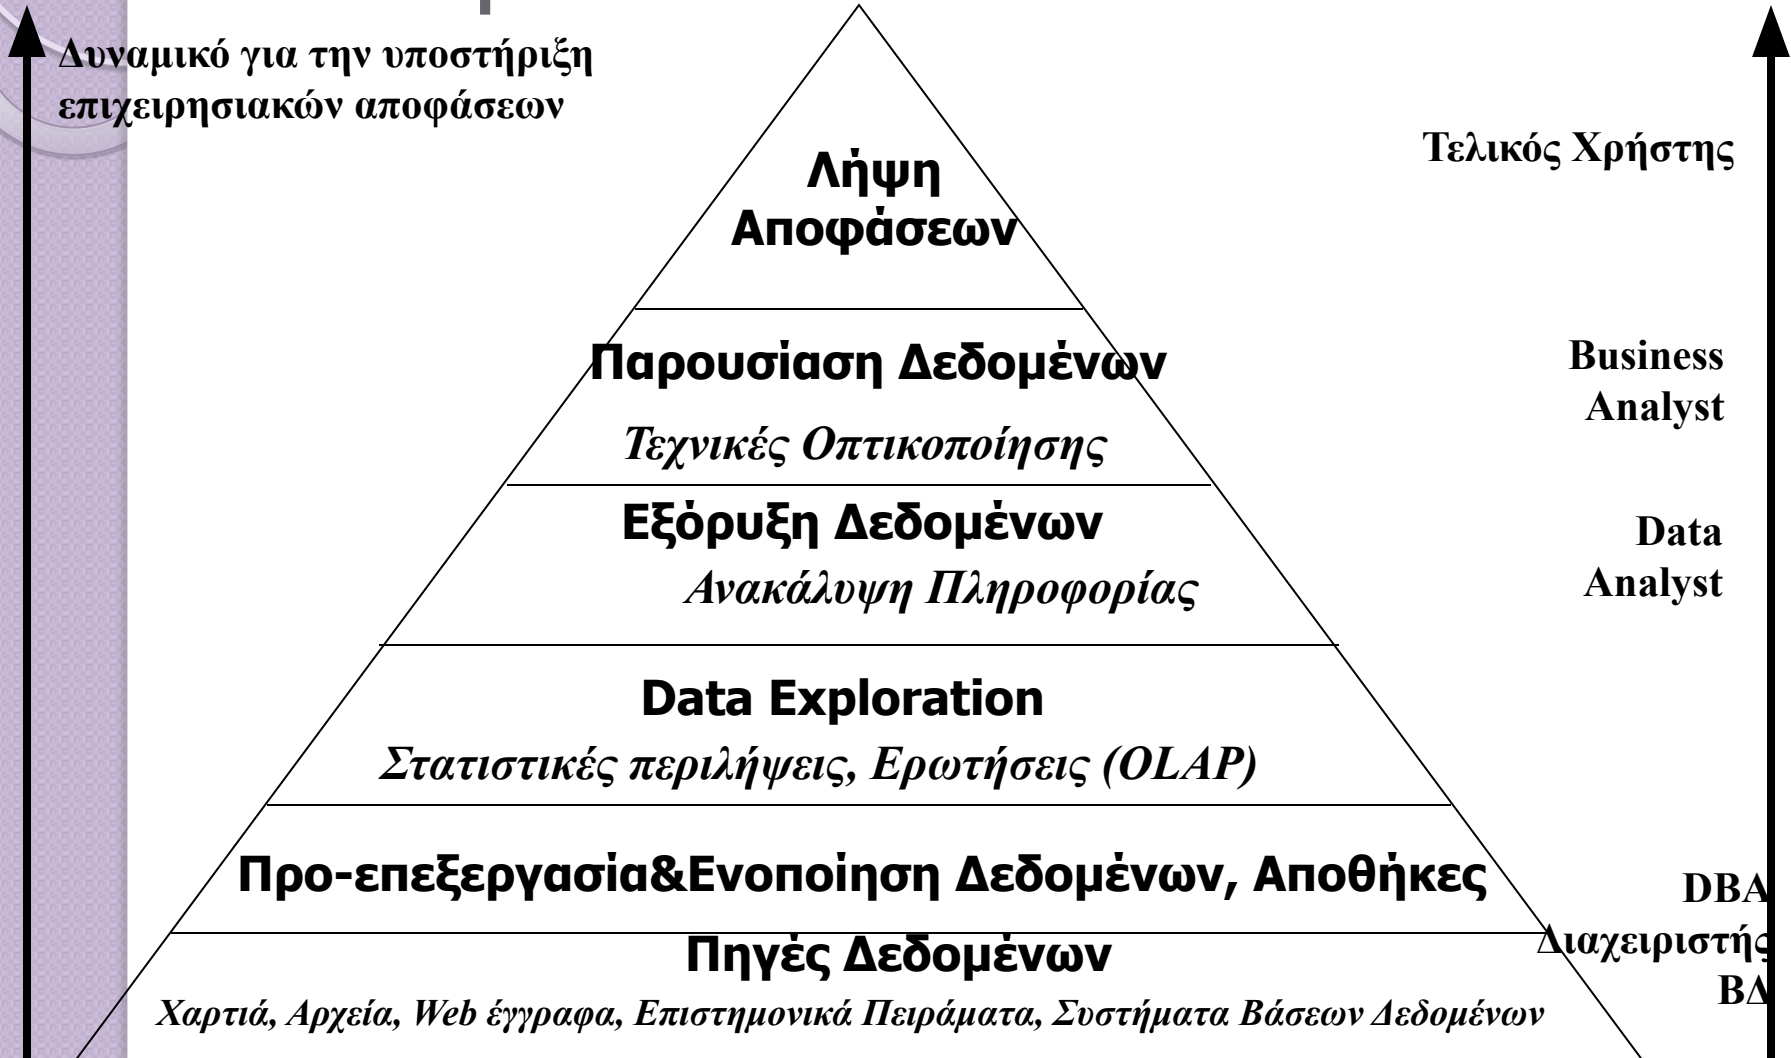 Δυναμικό για την υποστήριξη
επιχειρησιακών αποφάσεων
Τελικός Χρήστης
Λήψη
Αποφάσεων
Παρουσίαση Δεδομένων
Τεχνικές Οπτικοποίησης
Business
Analyst
Εξόρυξη Δεδομένων
Ανακάλυψη Πληροφορίας
Data
Analyst
Data Exploration
Στατιστικές περιλήψεις, Ερωτήσεις (OLAP)
Προ-επεξεργασία&Ενοποίηση Δεδομένων, Αποθήκες
DBA
Διαχειριστής
ΒΔ
Πηγές Δεδομένων
Χαρτιά, Αρχεία, Web έγγραφα, Επιστημονικά Πειράματα, Συστήματα Βάσεων Δεδομένων